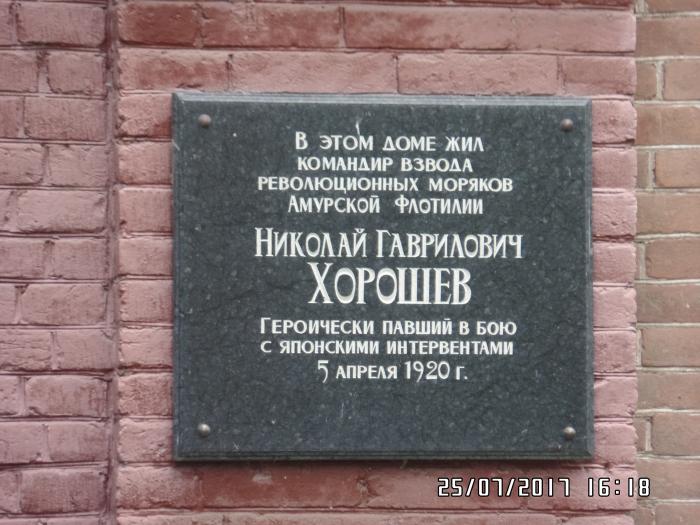 В этом доме жил
командир взвода
революционных моряков
Амурской Флотилии
Николай Гаврилович
Хорошев
Героически павший в бою
с японскими интервентами
5 апреля 1920 г.
25/07/2017 16:18